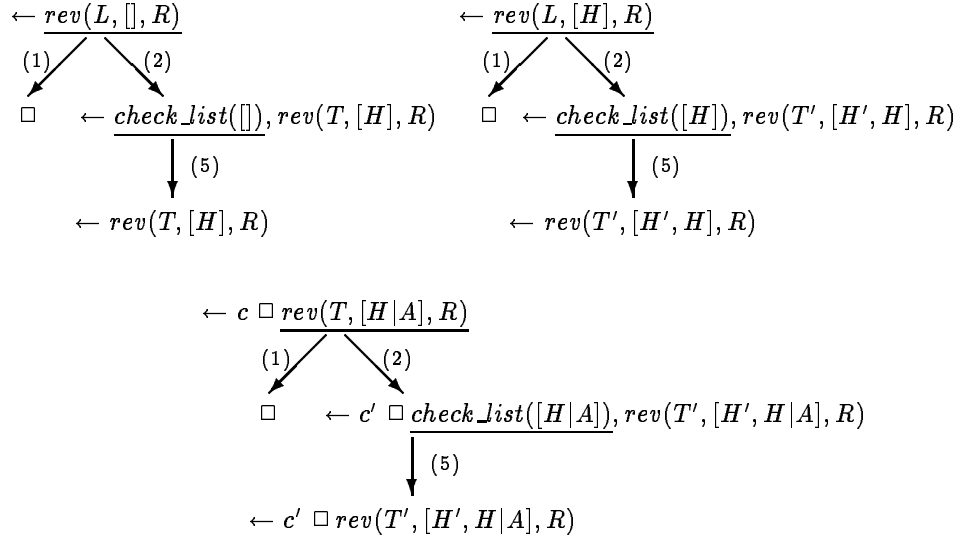 ← rev(L, [], R) ← rev(L, [H], R)
(1) (2) (1) (2)
□ ← check_list([]), rev(T, [H], R) □ ← check_list([H]), rev(T′, [H′, H], R)
(5) (5)
← rev(T, [H], R) ← rev(T′, [H′, H], R)
← c □ rev(T, [H|A], R)
(1) (2)
□ ← c′ □ check_list([H|A]), rev(T′, [H′, H|A], R)
(5)
← c′ □ rev(T′, [H′, H|A], R)